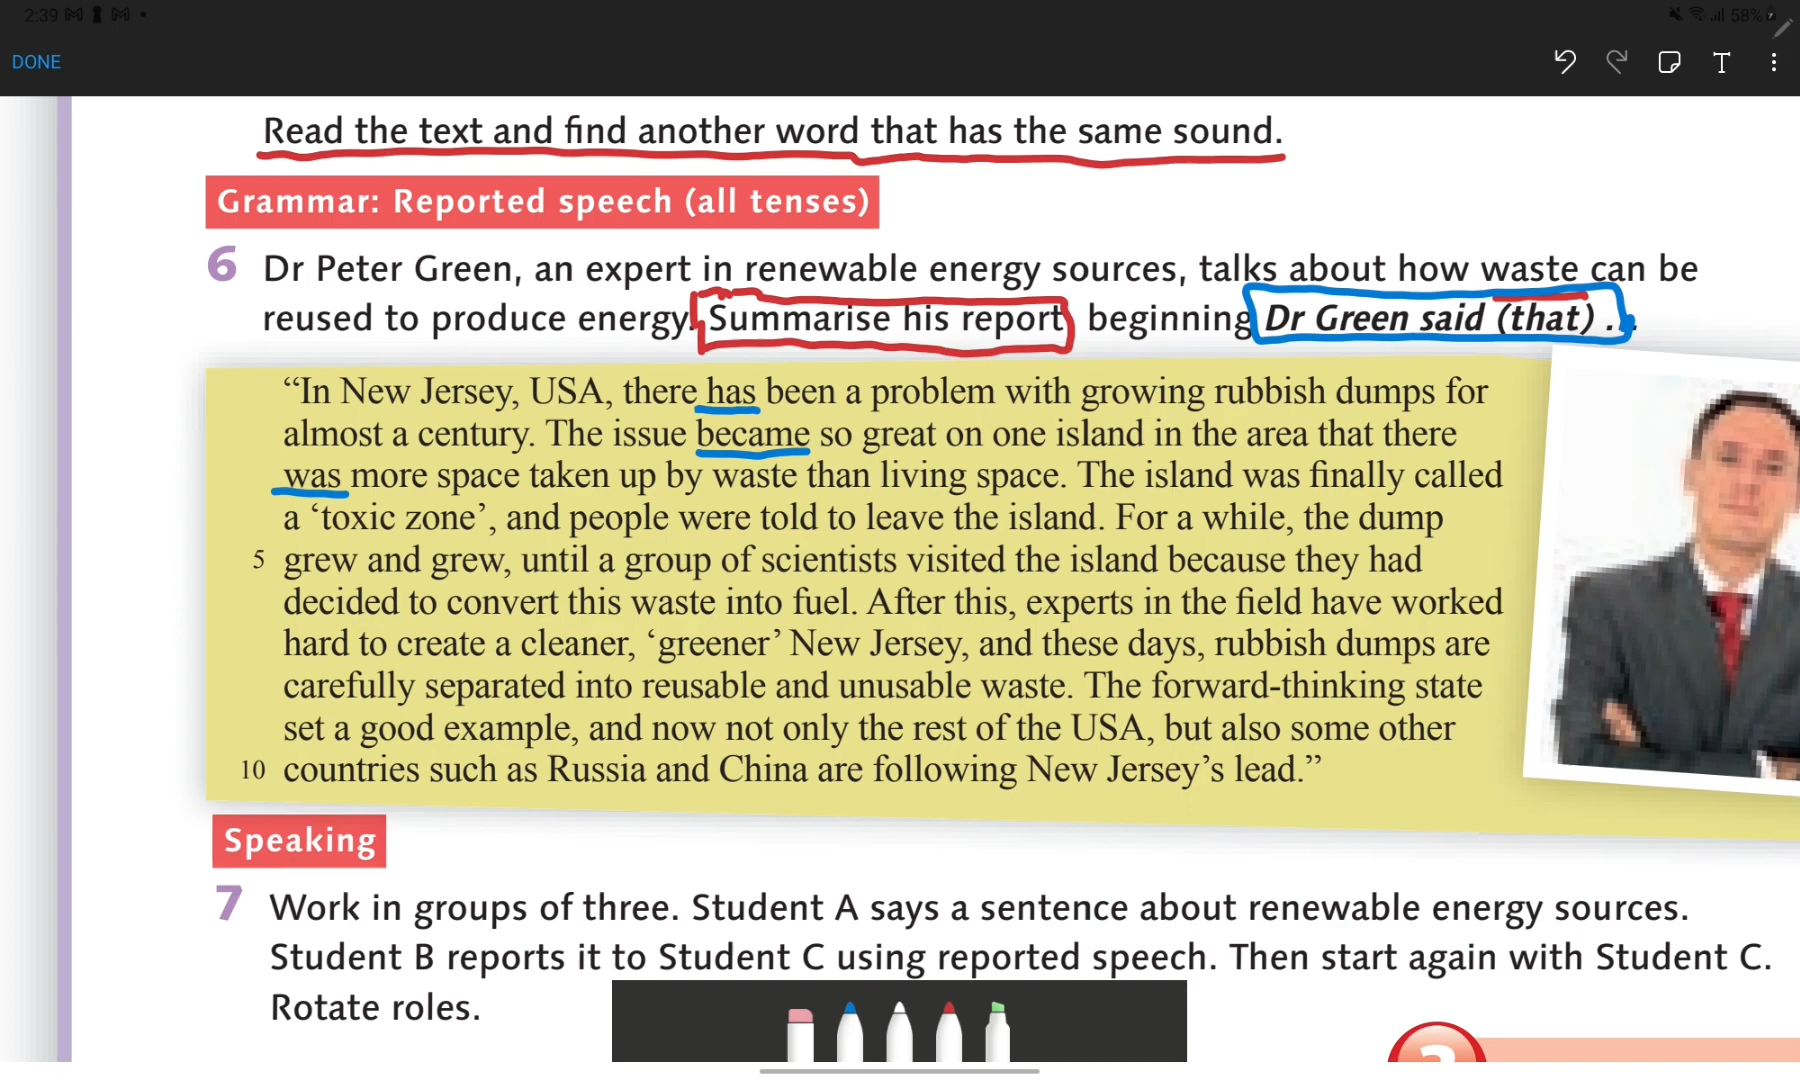 2:39
58%
DONE
T
Read the text and find another word that has the same sound.
Grammar: Reported speech (all tenses)
6 Dr Peter Green, an expert in renewable energy sources, talks about how waste can be
reused to produce energy. Summarise his report beginning Dr Green said (that) ...
“In New Jersey, USA, there has been a problem with growing rubbish dumps for
almost a century. The issue became so great on one island in the area that there
was more space taken up by waste than living space. The island was finally called
a ‘toxic zone’, and people were told to leave the island. For a while, the dump
5 grew and grew, until a group of scientists visited the island because they had
decided to convert this waste into fuel. After this, experts in the field have worked
hard to create a cleaner, ‘greener’ New Jersey, and these days, rubbish dumps are
carefully separated into reusable and unusable waste. The forward-thinking state
set a good example, and now not only the rest of the USA, but also some other
10 countries such as Russia and China are following New Jersey’s lead.”
Speaking
7 Work in groups of three. Student A says a sentence about renewable energy sources.
Student B reports it to Student C using reported speech. Then start again with Student C.
Rotate roles.